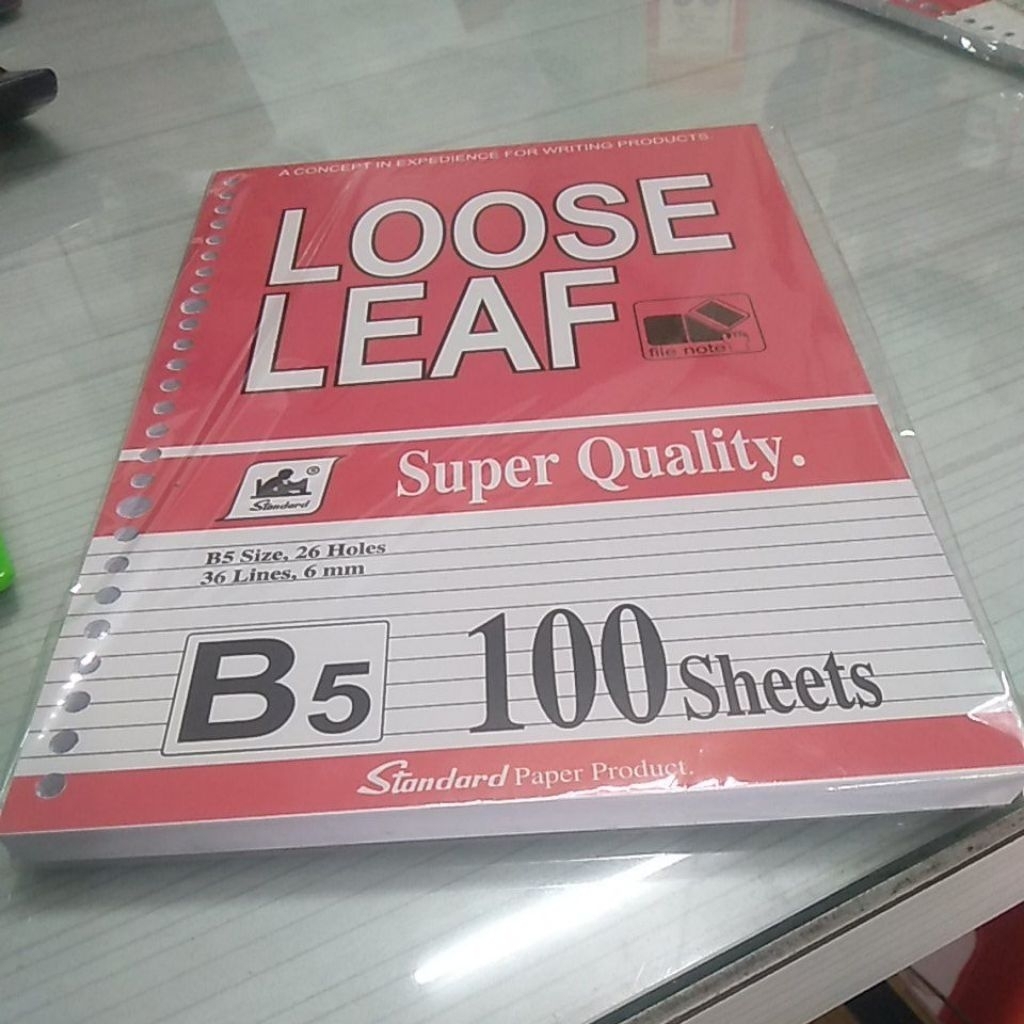 A CONCEPT IN EXPEDIENCE FOR WRITING PRODUCTS
LOOSE
LEAF
file note
Super Quality.
Standard
B5 Size, 26 Holes
36 Lines, 6 mm
B5
100 Sheets
Standard Paper Product.